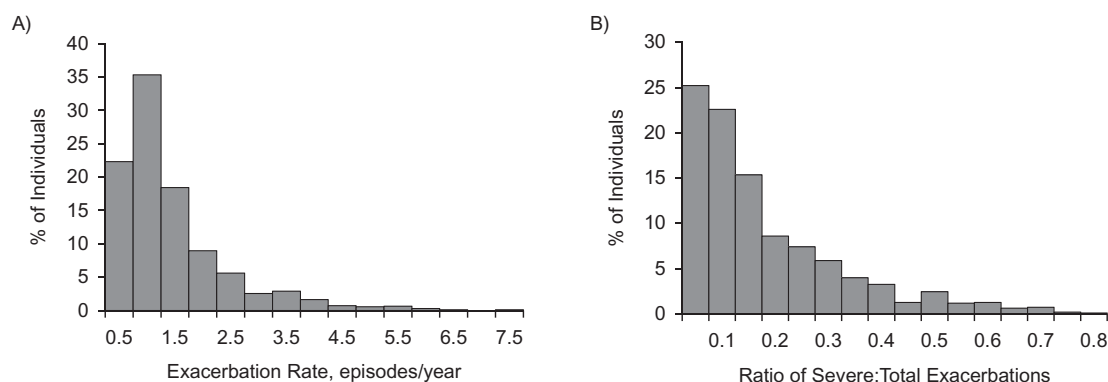 A)
40
35
30
25
20
15
10
5
0
% of Individuals
0.5 1.5 2.5 3.5 4.5 5.5 6.5 7.5
Exacerbation Rate, episodes/year
B)
30
25
20
15
10
5
0
% of Individuals
0.1 0.2 0.3 0.4 0.5 0.6 0.7 0.8
Ratio of Severe:Total Exacerbations